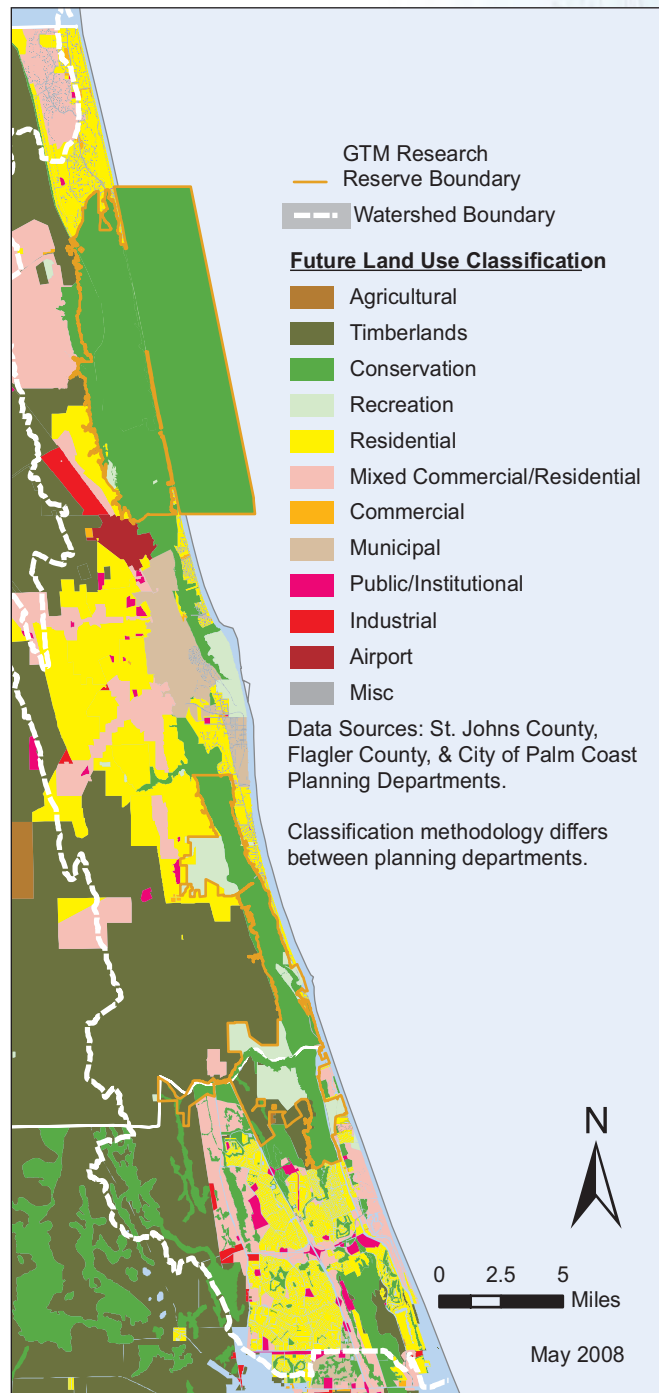 GTM Research
Reserve Boundary
Watershed Boundary
Future Land Use Classification
Agricultural
Timberlands
Conservation
Recreation
Residential
Mixed Commercial/Residential
Commercial
Municipal
Public/Institutional
Industrial
Airport
Misc
Data Sources: St. Johns County,
Flagler County, & City of Palm Coast
Planning Departments.
Classification methodology differs
between planning departments.
N
0 2.5 5
Miles
May 2008